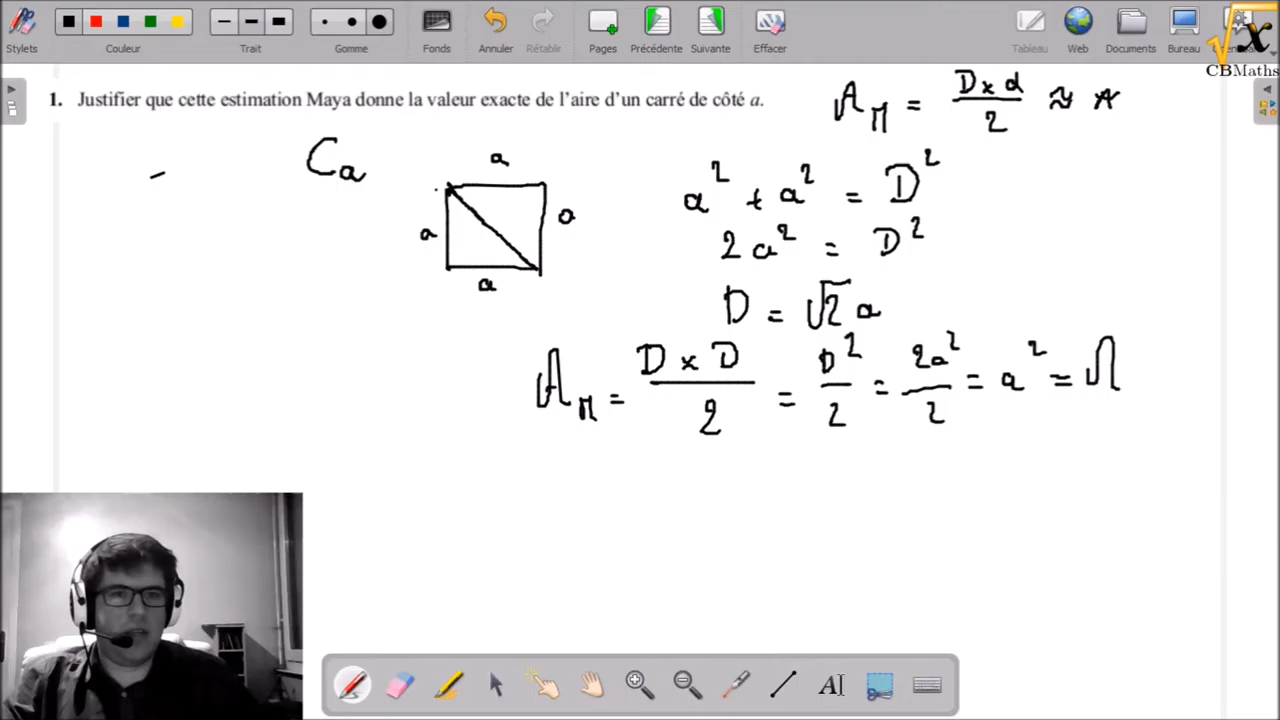 Stylets Couleur Trait Gomme Fonds Annuler Rétablir Pages Précédente Suivante Effacer Tableau Web Documents Bureau
CBMaths
1. Justifier que cette estimation Maya donne la valeur exacte de l'aire d'un carré de côté a.
A_M = (D x d)/2 ≈ A
C_a
a
a
a
a
a² + a² = D²
2a² = D²
D = √2 a
A_M = (D x D)/2 = D²/2 = 2a²/2 = a² = A